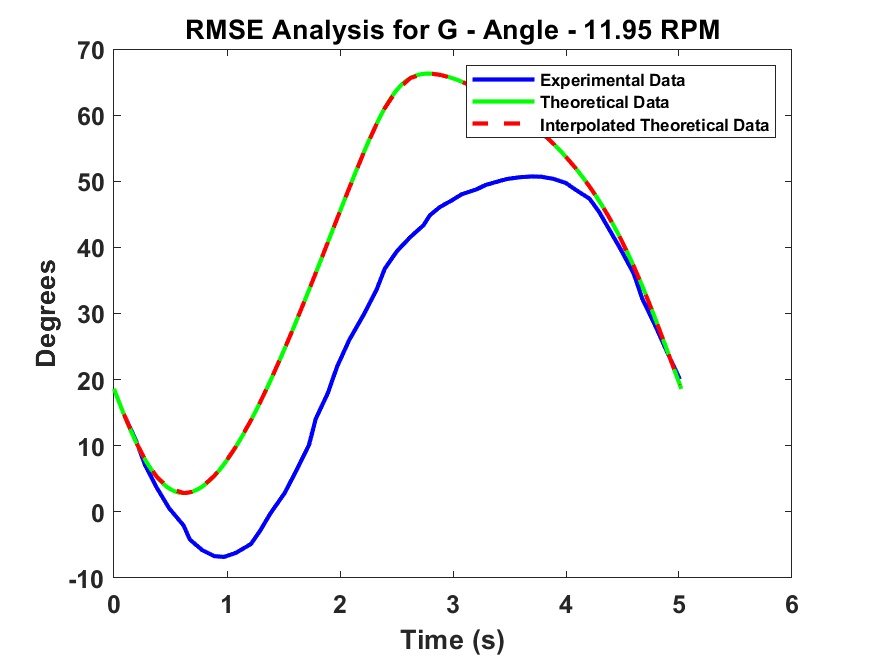 RMSE Analysis for G - Angle - 11.95 RPM
70
60
50
40
30
20
10
0
-10
Degrees
Experimental Data
Theoretical Data
Interpolated Theoretical Data
0 1 2 3 4 5 6
Time (s)